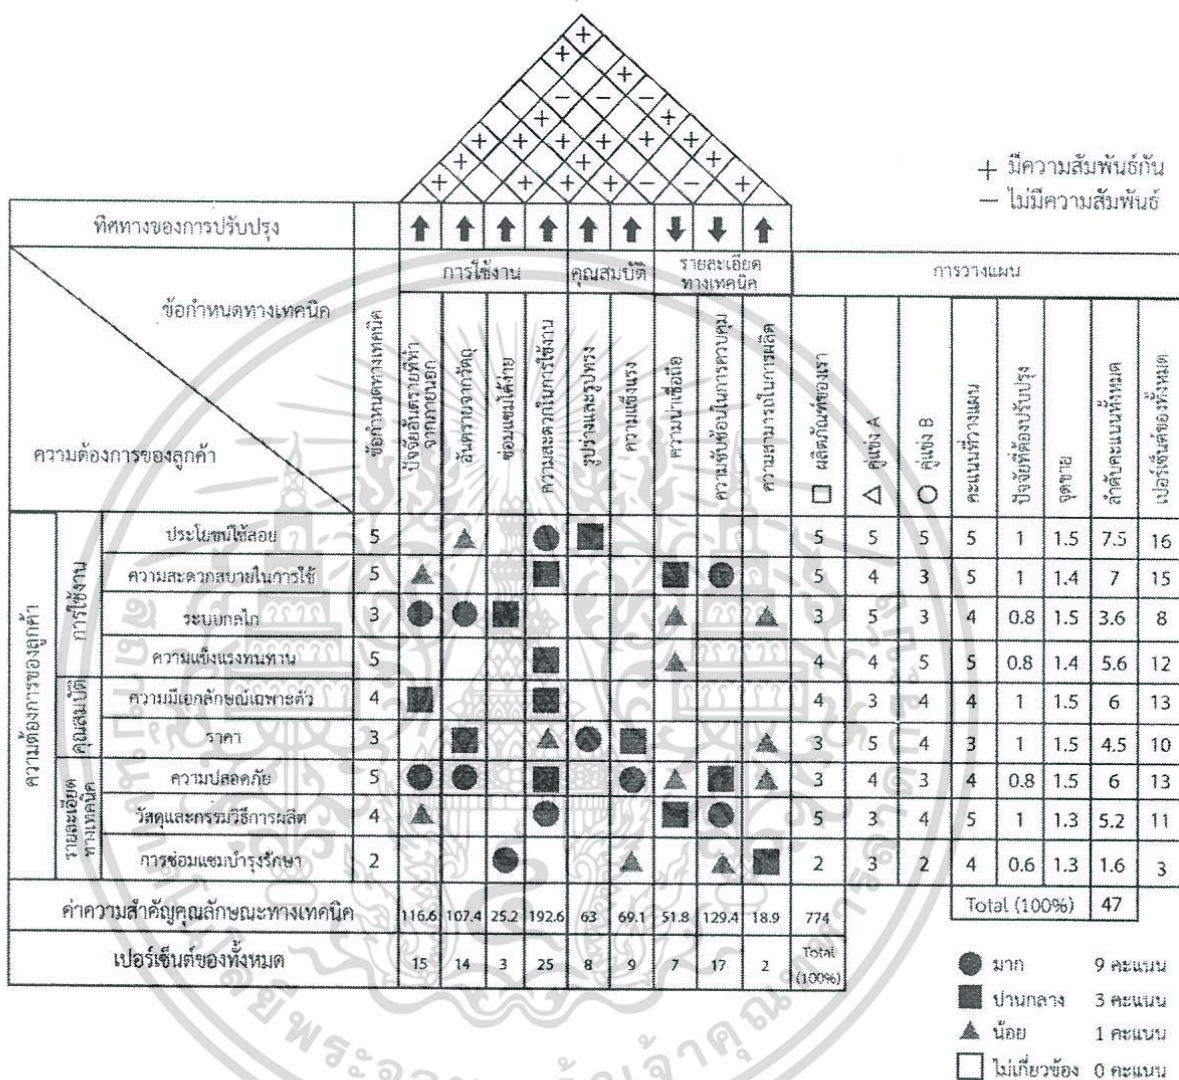 + มีความสัมพันธ์กัน
− ไม่มีความสัมพันธ์
ทิศทางของการปรับปรุง
การใช้งาน คุณสมบัติ รายละเอียดทางเทคนิค การวางแผน
ข้อกำหนดทางเทคนิค
ความต้องการของลูกค้า
ข้อกำหนดทางเทคนิค
ปัจจัยอันตรายที่ทำจากภายนอก
อันตรายจากวัตถุ
ซ่อมแซมได้ง่าย
ความสะดวกในการใช้งาน
รูปร่างและรูปทรง
ความแข็งแรง
ความน่าเชื่อถือ
ความซับซ้อนในการควบคุม
ความสามารถในการผลิต
ผลิตภัณฑ์ของเรา
คู่แข่ง A
คู่แข่ง B
คะแนนที่วางแผน
ปัจจัยที่ต้องปรับปรุง
จุดขาย
ลำดับคะแนนทั้งหมด
เปอร์เซ็นต์ของทั้งหมด
ความต้องการของลูกค้า
การใช้งาน
ประโยชน์ใช้สอย 5 5 5 5 5 1 1.5 7.5 16
ความสะดวกสบายในการใช้ 5 5 4 3 5 1 1.4 7 15
ระบบกลไก 3 3 5 3 4 0.8 1.5 3.6 8
ความแข็งแรงทนทาน 5 4 4 5 5 0.8 1.4 5.6 12
คุณสมบัติ
ความมีเอกลักษณ์เฉพาะตัว 4 4 3 4 4 1 1.5 6 13
ราคา 3 3 5 4 3 1 1.5 4.5 10
รายละเอียดทางเทคนิค
ความปลอดภัย 5 3 4 3 4 0.8 1.5 6 13
วัสดุและกรรมวิธีการผลิต 4 5 3 4 5 1 1.3 5.2 11
การซ่อมแซมบำรุงรักษา 2 2 3 2 4 0.6 1.3 1.6 3
ค่าความสำคัญคุณลักษณะทางเทคนิค 116.6 107.4 25.2 192.6 63 69.1 51.8 129.4 18.9 774 Total (100%) 47
เปอร์เซ็นต์ของทั้งหมด 15 14 3 25 8 9 7 17 2 Total (100%)
มาก 9 คะแนน
ปานกลาง 3 คะแนน
น้อย 1 คะแนน
ไม่เกี่ยวข้อง 0 คะแนน